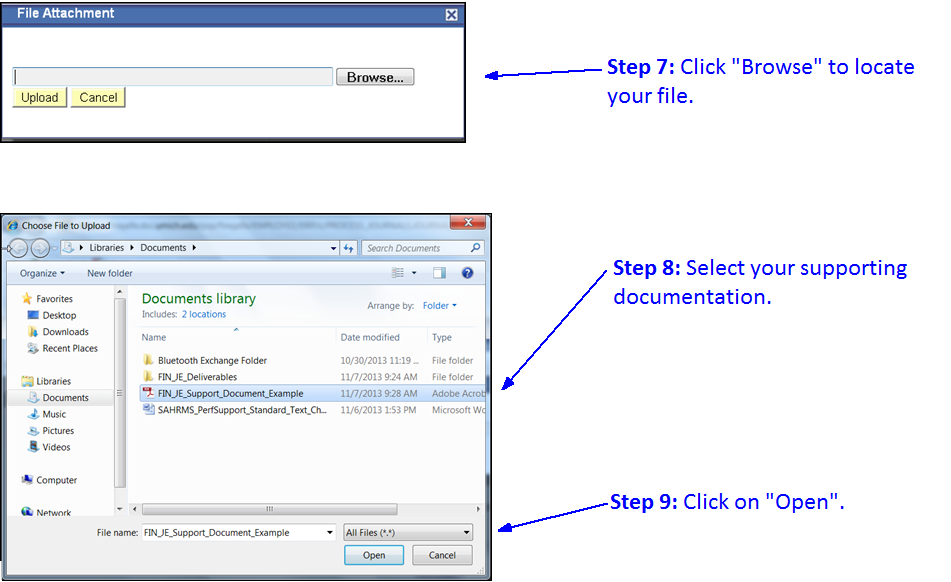 File Attachment
Browse...
Upload Cancel
Step 7: Click "Browse" to locate
your file.
Choose File to Upload
Libraries Documents
Search Documents
Organize New folder
Favorites
Desktop
Downloads
Recent Places
Libraries
Documents
Music
Pictures
Videos
Computer
Network
Documents library
Includes: 2 locations
Arrange by: Folder
Name Date modified Type
Bluetooth Exchange Folder 10/30/2013 11:19 ... File folder
FIN_JE_Deliverables 11/7/2013 9:24 AM File folder
FIN_JE_Support_Document_Example 11/7/2013 9:28 AM Adobe Acrob
SAHRMS_PerfSupport_Standard_Text_Ch... 11/6/2013 1:53 PM Microsoft Wo
File name: FIN_JE_Support_Document_Example All Files (*.*)
Open Cancel
Step 8: Select your supporting
documentation.
Step 9: Click on "Open".